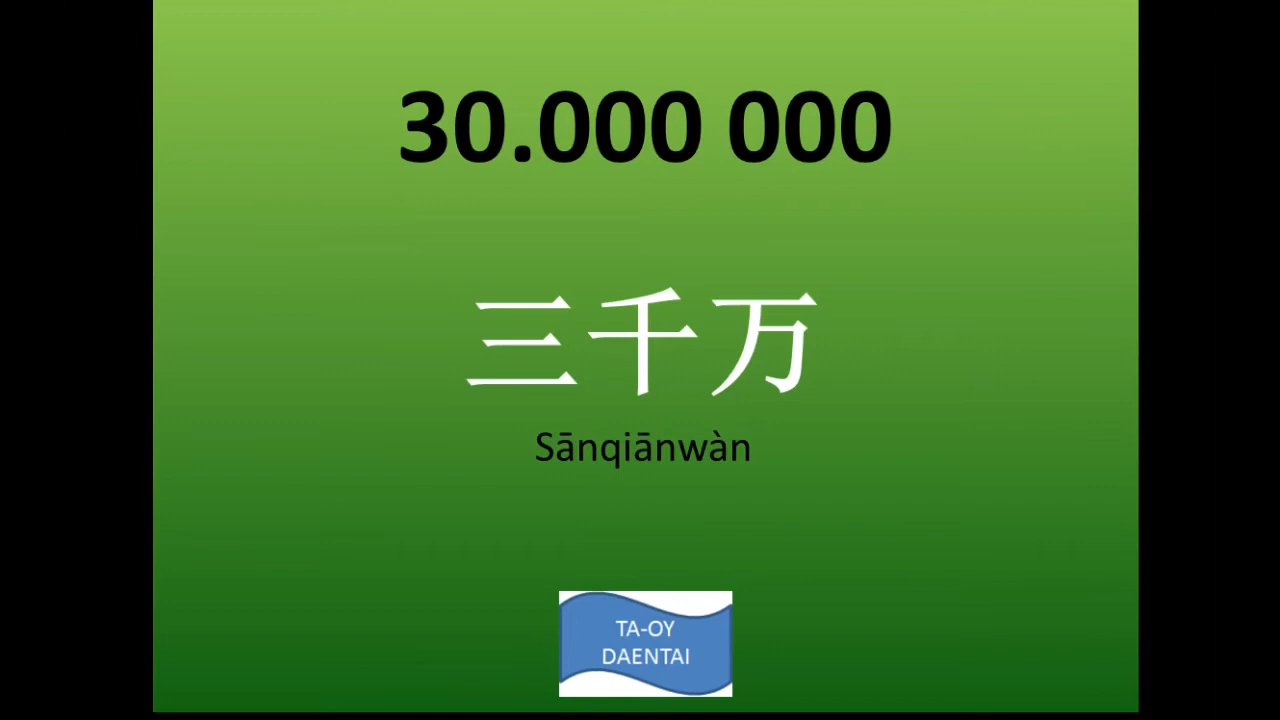 30.000 000
三千万
Sānqiānwàn
TA-OY
DAENTAI